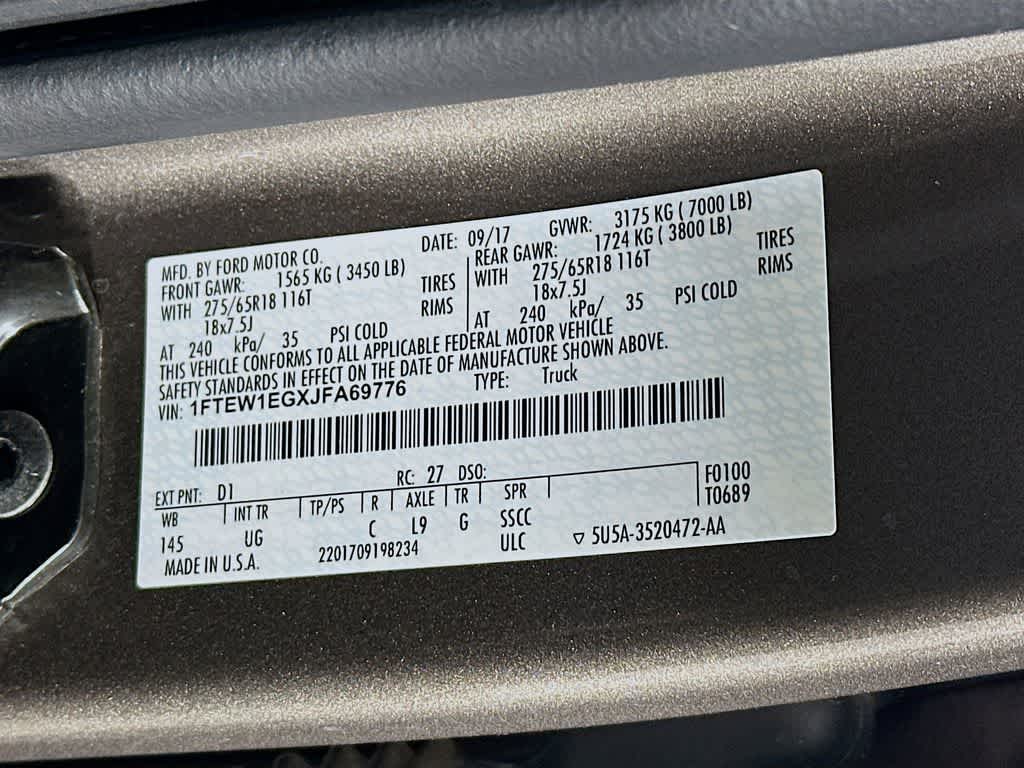 MFD. BY FORD MOTOR CO.
DATE: 09/17 GVWR: 3175 KG ( 7000 LB)
FRONT GAWR: 1565 KG ( 3450 LB)
WITH 275/65R18 116T TIRES
18x7.5J RIMS
AT 240 kPa/ 35 PSI COLD
REAR GAWR: 1724 KG ( 3800 LB)
WITH 275/65R18 116T TIRES
18x7.5J RIMS
AT 240 kPa/ 35 PSI COLD
THIS VEHICLE CONFORMS TO ALL APPLICABLE FEDERAL MOTOR VEHICLE
SAFETY STANDARDS IN EFFECT ON THE DATE OF MANUFACTURE SHOWN ABOVE.
VIN: 1FTEW1EGXJFA69776 TYPE: Truck
EXT PNT: D1 RC: 27 DSO:
WB INT TR TP/PS R AXLE TR SPR F0100
145 UG C L9 G SSCC T0689
MADE IN U.S.A. 2201709198234 ULC ▽ 5U5A-3520472-AA